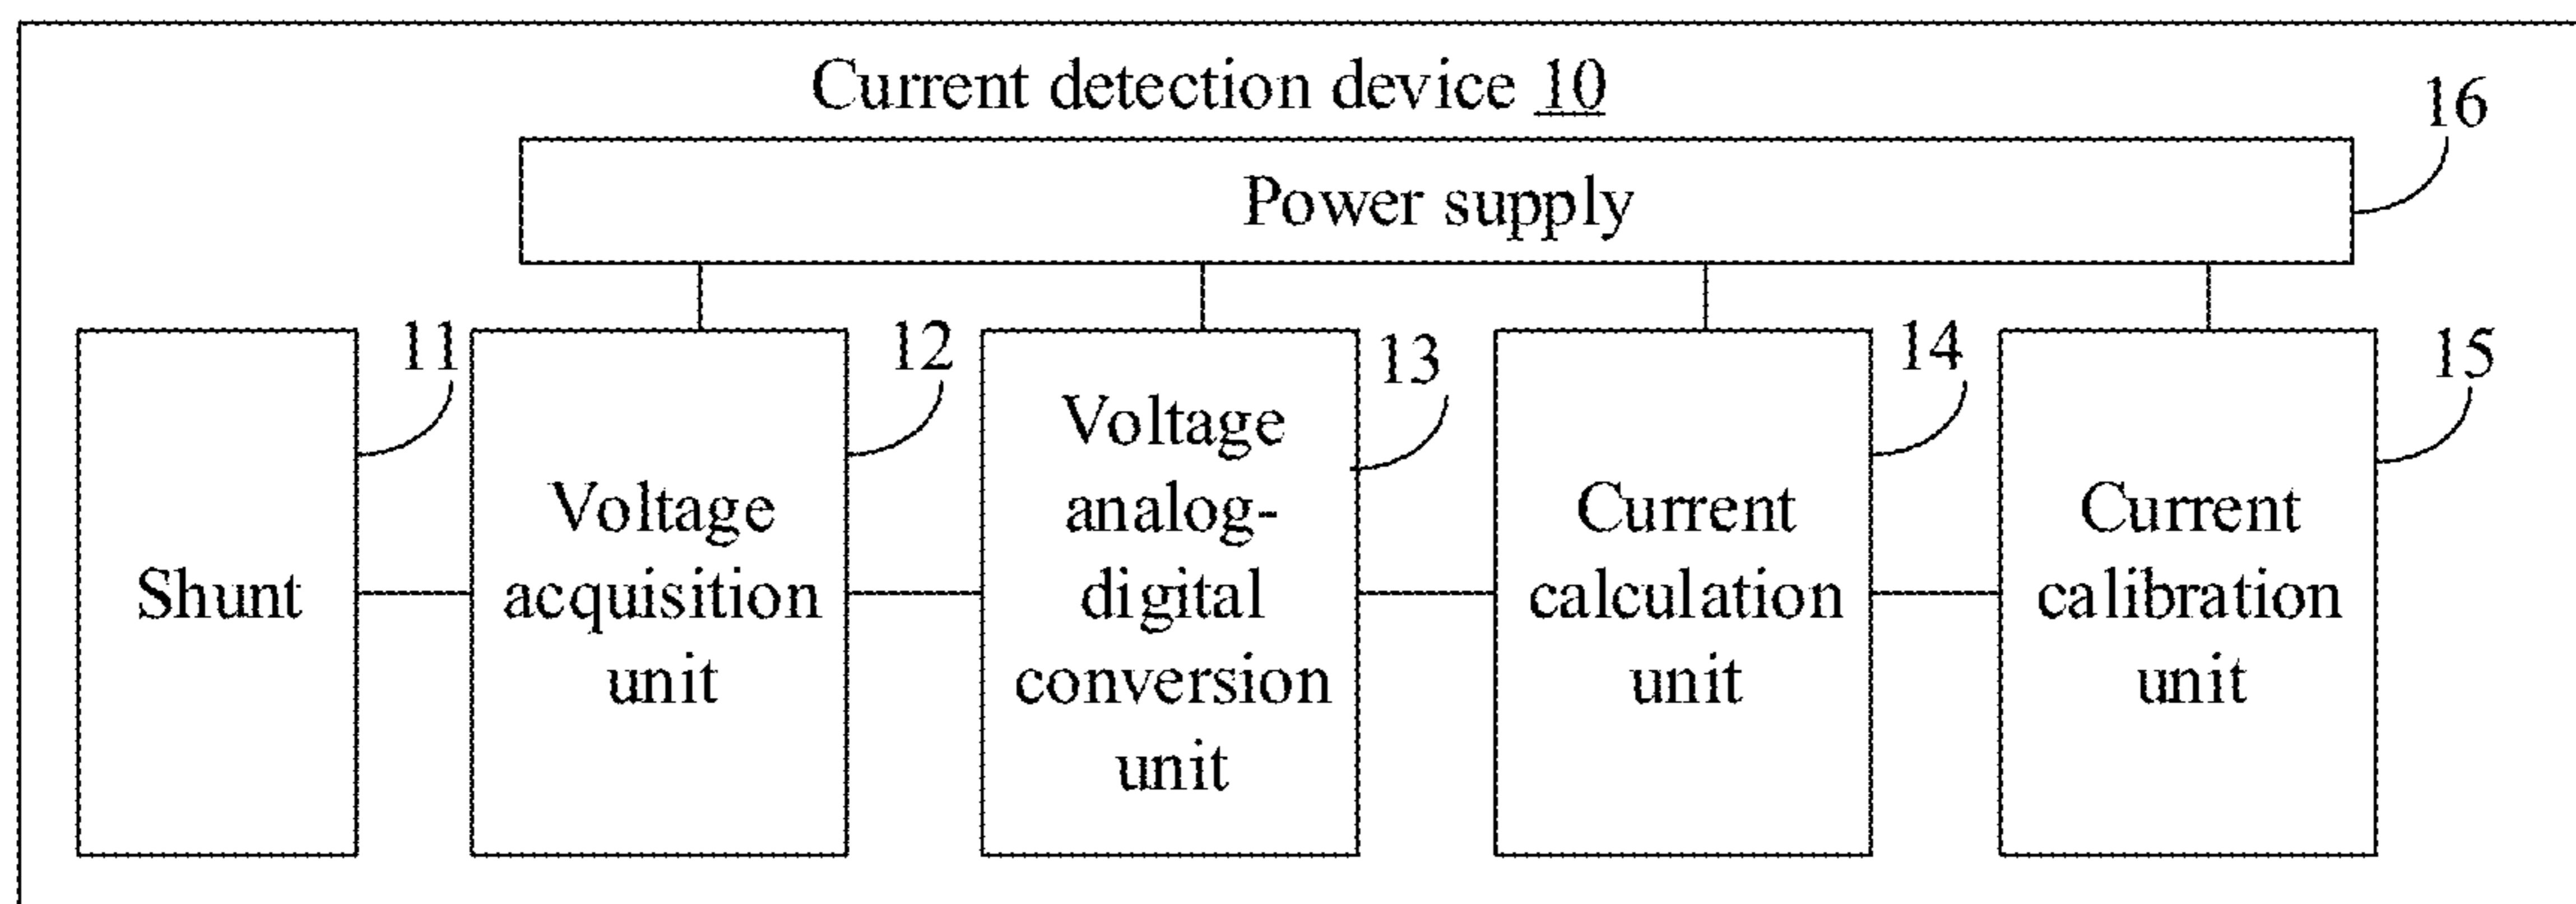 Current detection device 10
16
Power supply
11
12
13
14
15
Shunt
Voltage
acquisition
unit
Voltage
analog-
digital
conversion
unit
Current
calculation
unit
Current
calibration
unit